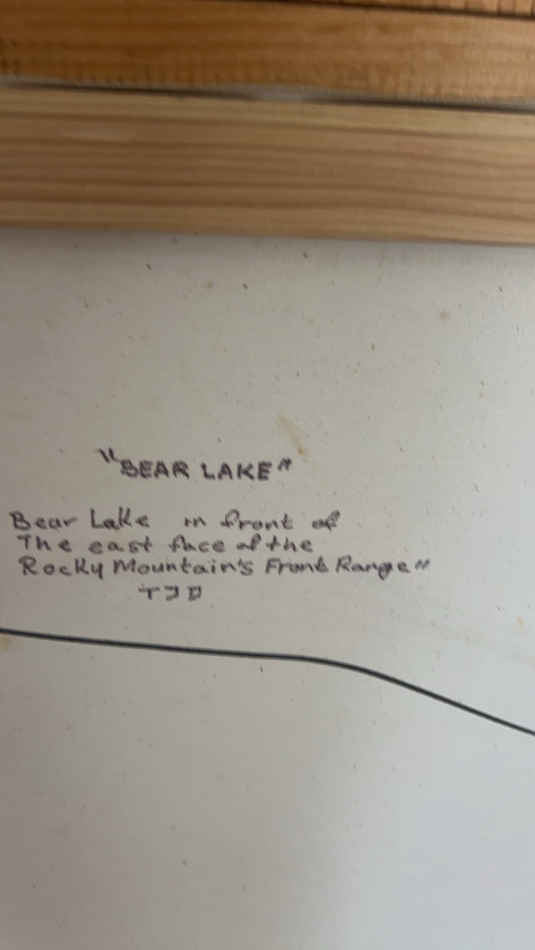 "BEAR LAKE"
Bear Lake in front of
The east face of the
Rocky Mountain's Front Range"
TJD